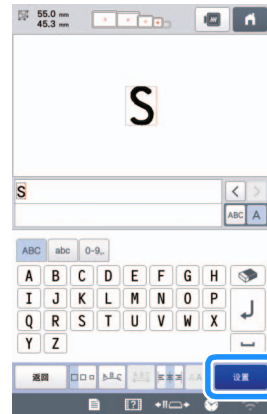 55.0 mm
45.3 mm
S
S
ABC A
ABC abc 0-9,.
A B C D E F G H
I J K L M N O P
Q R S T U V W X
Y Z
返回 设置